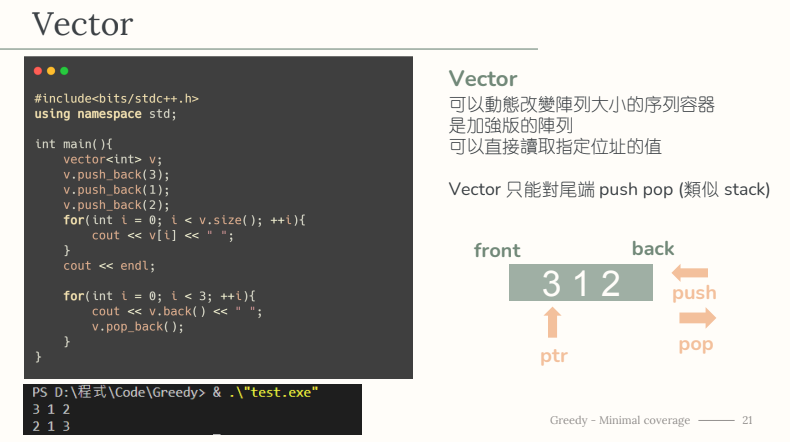 Vector
#include<bits/stdc++.h>
using namespace std;
int main(){
    vector<int> v;
    v.push_back(3);
    v.push_back(1);
    v.push_back(2);
    for(int i = 0; i < v.size(); ++i){
        cout << v[i] << " ";
    }
    cout << endl;
    for(int i = 0; i < 3; ++i){
        cout << v.back() << " ";
        v.pop_back();
    }
}
PS D:\程式\Code\Greedy> & .\"test.exe"
3 1 2
2 1 3
Vector
可以動態改變陣列大小的序列容器
是加強版的陣列
可以直接讀取指定位址的值
Vector 只能對尾端 push pop (類似 stack)
front
back
3 1 2
push
pop
ptr
Greedy - Minimal coverage
21